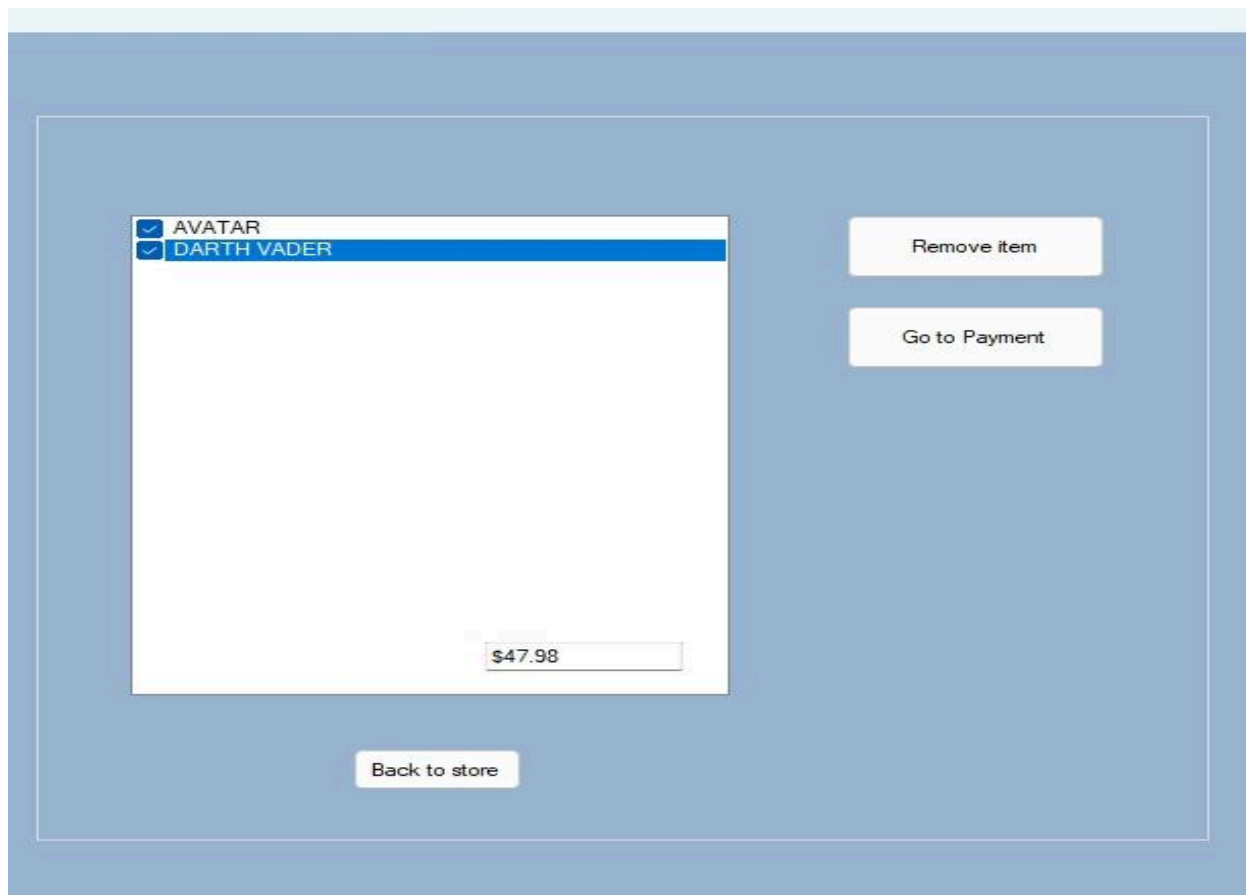 AVATAR
DARTH VADER
Remove item
Go to Payment
$47.98
Back to store